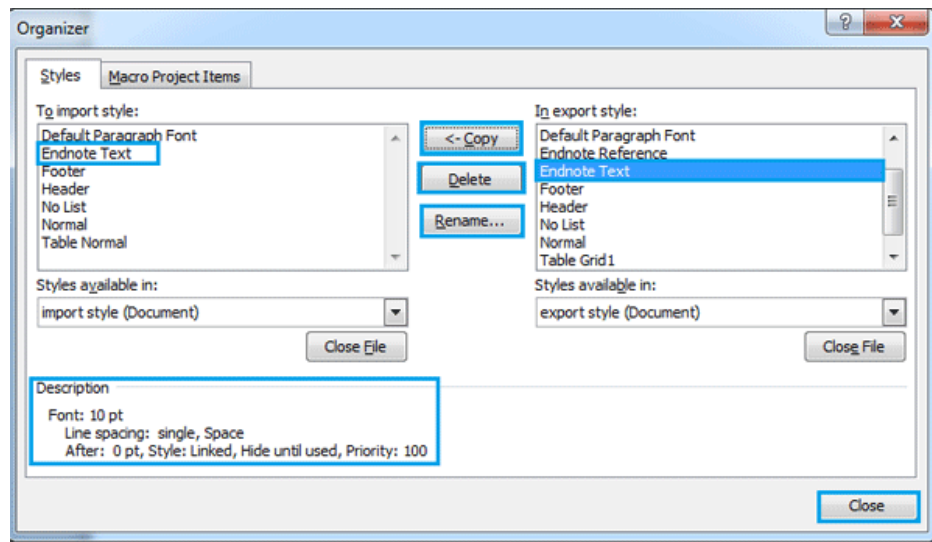 Organizer
Styles
Macro Project Items
To import style:
Default Paragraph Font
Endnote Text
Footer
Header
No List
Normal
Table Normal
<- Copy
Delete
Rename...
In export style:
Default Paragraph Font
Endnote Reference
Endnote Text
Footer
Header
No List
Normal
Table Grid1
Styles available in:
import style (Document)
Close File
Styles available in:
export style (Document)
Close File
Description
Font: 10 pt
Line spacing: single, Space
After: 0 pt, Style: Linked, Hide until used, Priority: 100
Close